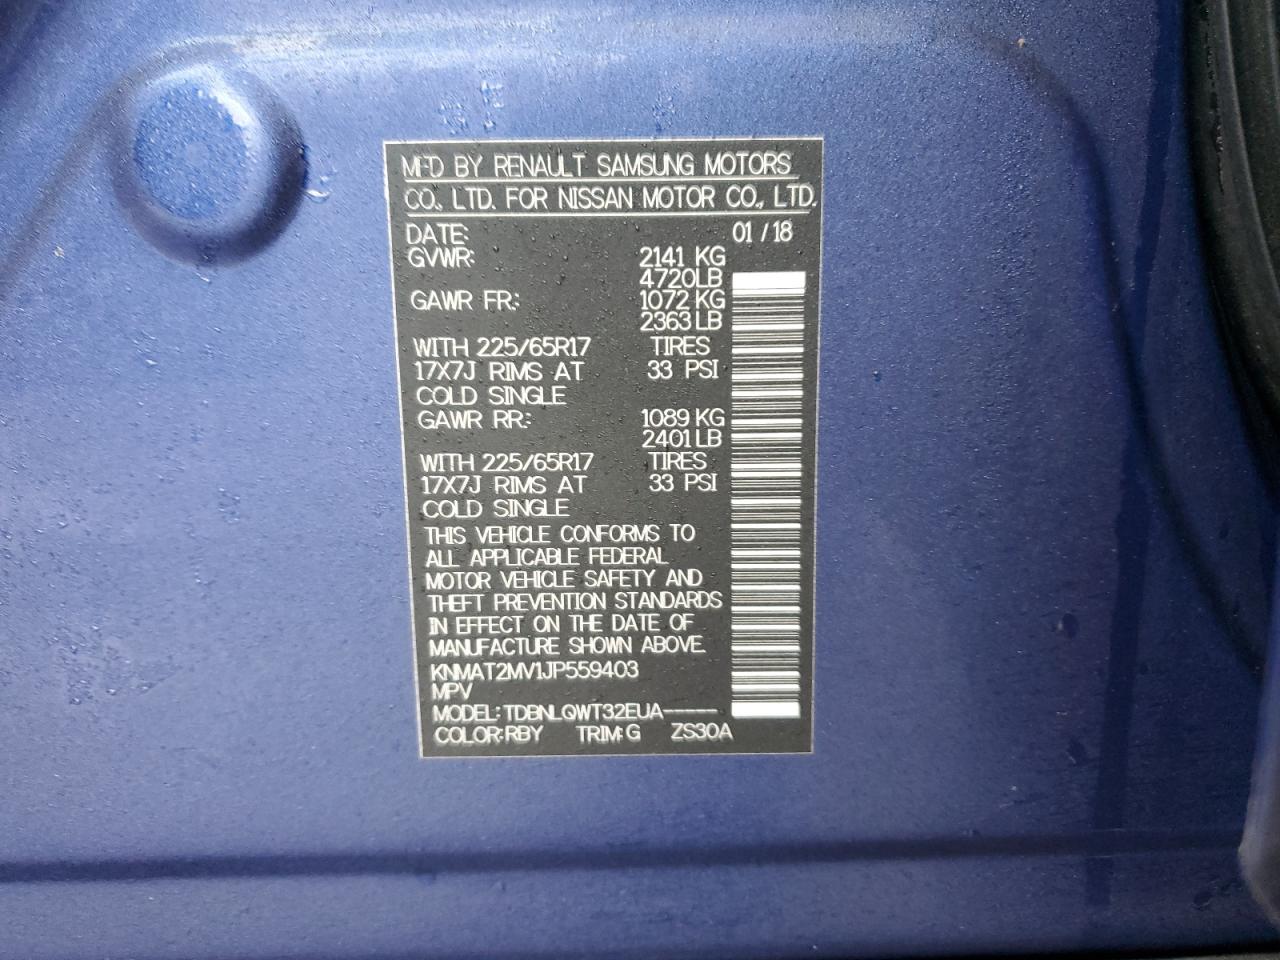 MFD BY RENAULT SAMSUNG MOTORS
CO., LTD. FOR NISSAN MOTOR CO., LTD.
DATE: 01 / 18
GVWR: 2141 KG
4720LB
GAWR FR: 1072 KG
2363 LB
WITH 225/65R17 TIRES
17X7J RIMS AT 33 PSI
COLD SINGLE
GAWR RR: 1089 KG
2401LB
WITH 225/65R17 TIRES
17X7J RIMS AT 33 PSI
COLD SINGLE
THIS VEHICLE CONFORMS TO
ALL APPLICABLE FEDERAL
MOTOR VEHICLE SAFETY AND
THEFT PREVENTION STANDARDS
IN EFFECT ON THE DATE OF
MANUFACTURE SHOWN ABOVE.
KNMAT2MV1JP559403
MPV
MODEL: TDBNLQWT32EUA-----
COLOR: RBY TRIM: G ZS30A